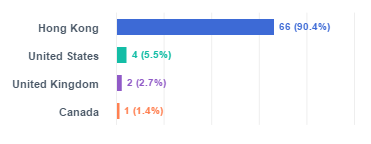 Hong Kong 66 (90.4%)
United States 4 (5.5%)
United Kingdom 2 (2.7%)
Canada 1 (1.4%)